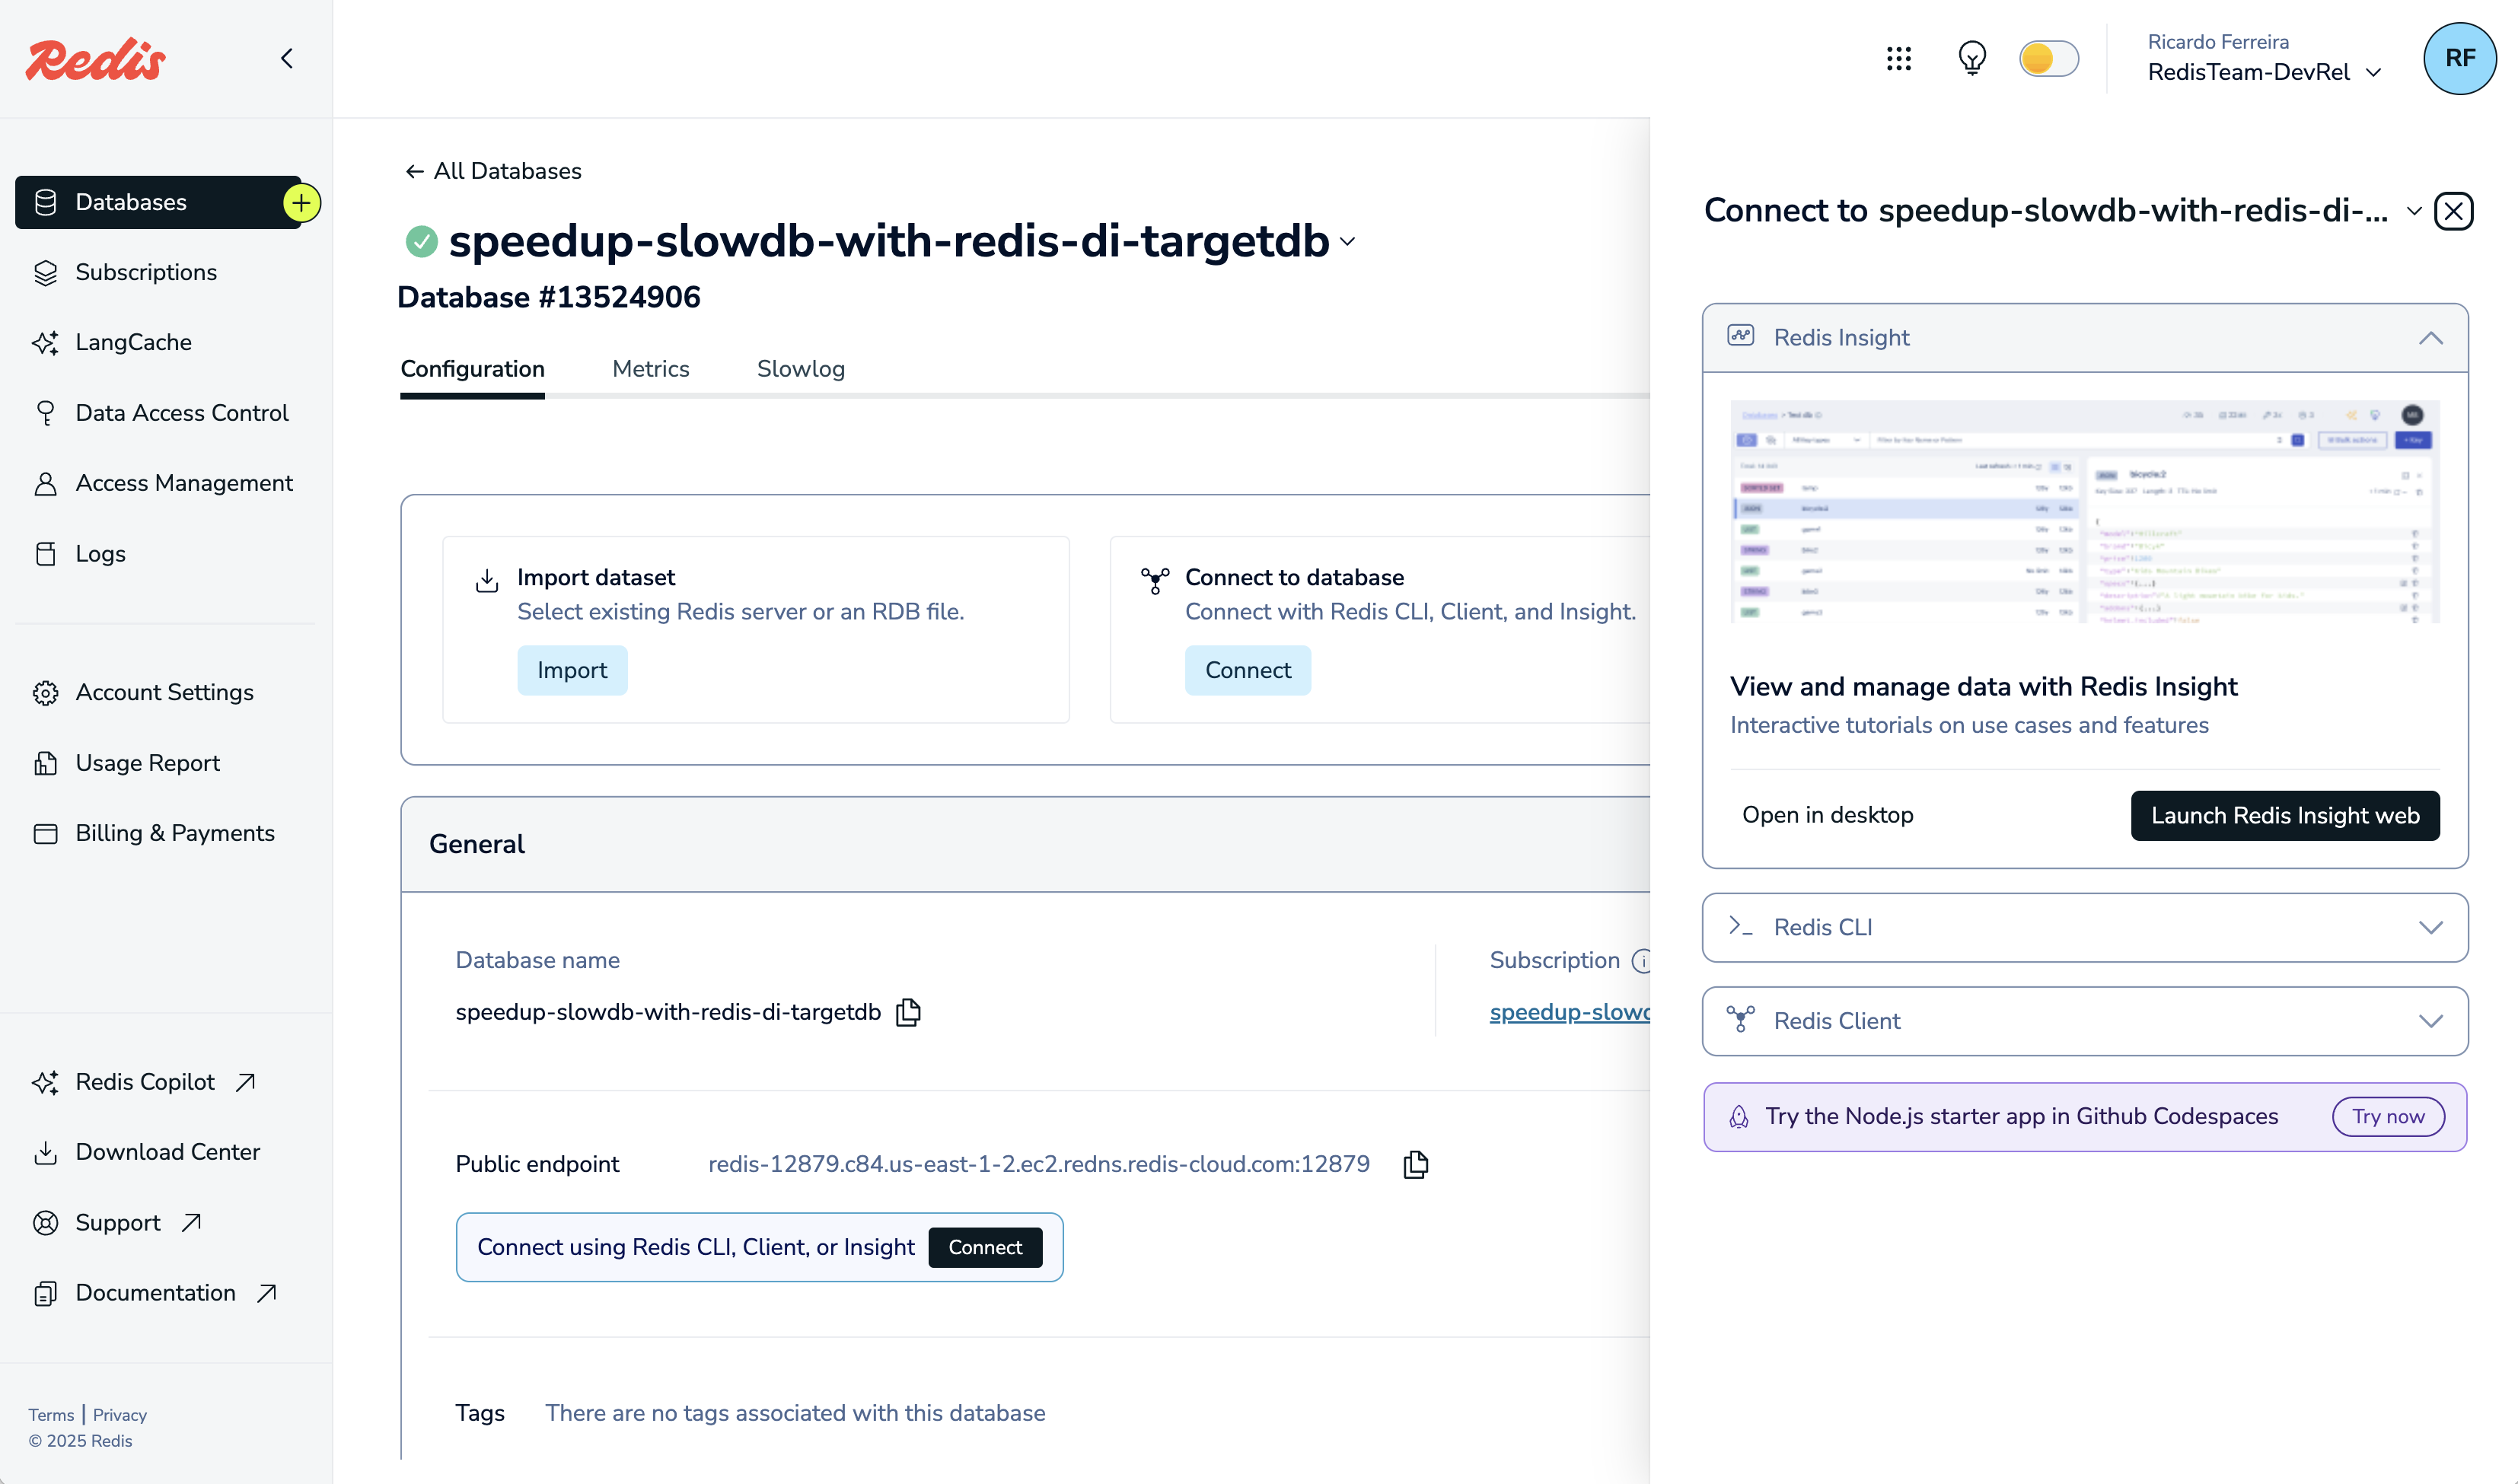 Redis
Ricardo Ferreira
RedisTeam-DevRel
RF
Databases
Subscriptions
LangCache
Data Access Control
Access Management
Logs
Account Settings
Usage Report
Billing & Payments
Redis Copilot
Download Center
Support
Documentation
Terms | Privacy
© 2025 Redis
All Databases
speedup-slowdb-with-redis-di-targetdb
Database #13524906
Configuration Metrics Slowlog
Import dataset
Select existing Redis server or an RDB file.
Import
Connect to database
Connect with Redis CLI, Client, and Insight.
Connect
General
Database name
speedup-slowdb-with-redis-di-targetdb
Subscription
speedup-slowd
Public endpoint redis-12879.c84.us-east-1-2.ec2.redns.redis-cloud.com:12879
Connect using Redis CLI, Client, or Insight Connect
Tags There are no tags associated with this database
Connect to speedup-slowdb-with-redis-di-...
Redis Insight
bicycle:2
View and manage data with Redis Insight
Interactive tutorials on use cases and features
Open in desktop Launch Redis Insight web
Redis CLI
Redis Client
Try the Node.js starter app in Github Codespaces Try now